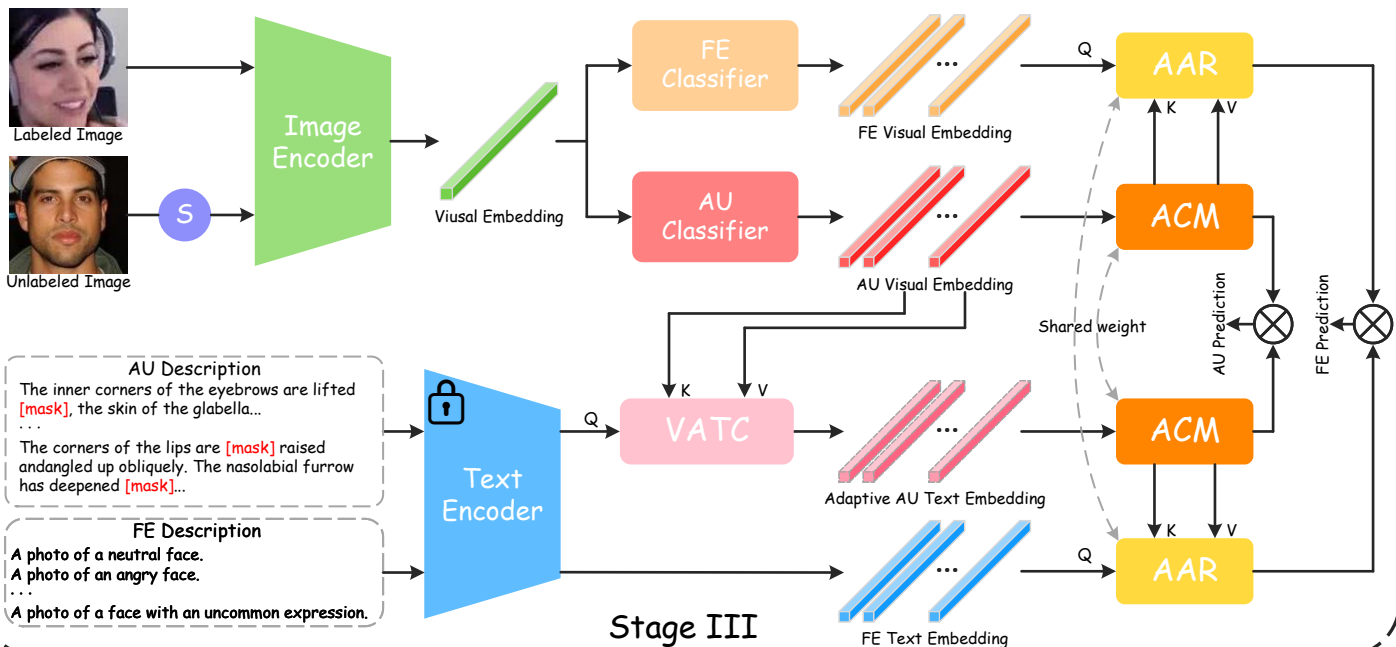 Labeled Image
Unlabeled Image
S
Image
Encoder
Viusal Embedding
FE
Classifier
AU
Classifier
...
FE Visual Embedding
...
AU Visual Embedding
Q
AAR
K
V
ACM
Shared weight
AU Prediction
FE Prediction
AU Description
The inner corners of the eyebrows are lifted
[mask], the skin of the glabella...
...
The corners of the lips are [mask] raised
andangled up obliquely. The nasolabial furrow
has deepened [mask]...
FE Description
A photo of a neutral face.
A photo of an angry face.
...
A photo of a face with an uncommon expression.
Text
Encoder
Q
K
V
VATC
...
Adaptive AU Text Embedding
...
FE Text Embedding
ACM
K
V
Q
AAR
Stage III